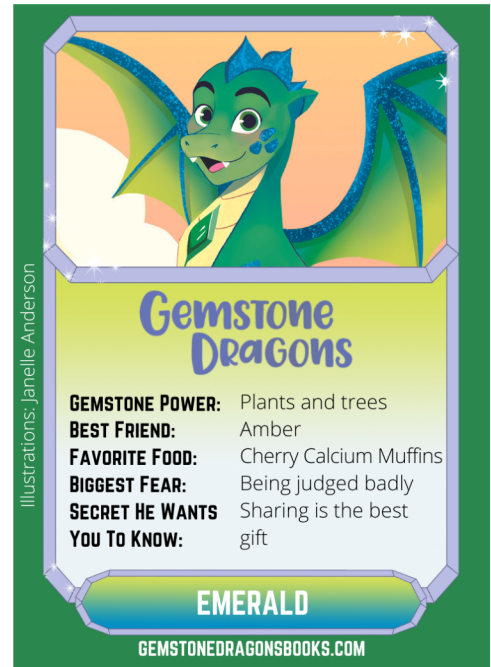 Illustrations: Janelle Anderson
Gemstone
Dragons
Gemstone Power: Plants and trees
Best Friend: Amber
Favorite Food: Cherry Calcium Muffins
Biggest Fear: Being judged badly
Secret He Wants Sharing is the best
You To Know: gift
EMERALD
GEMSTONEDRAGONSBOOKS.COM